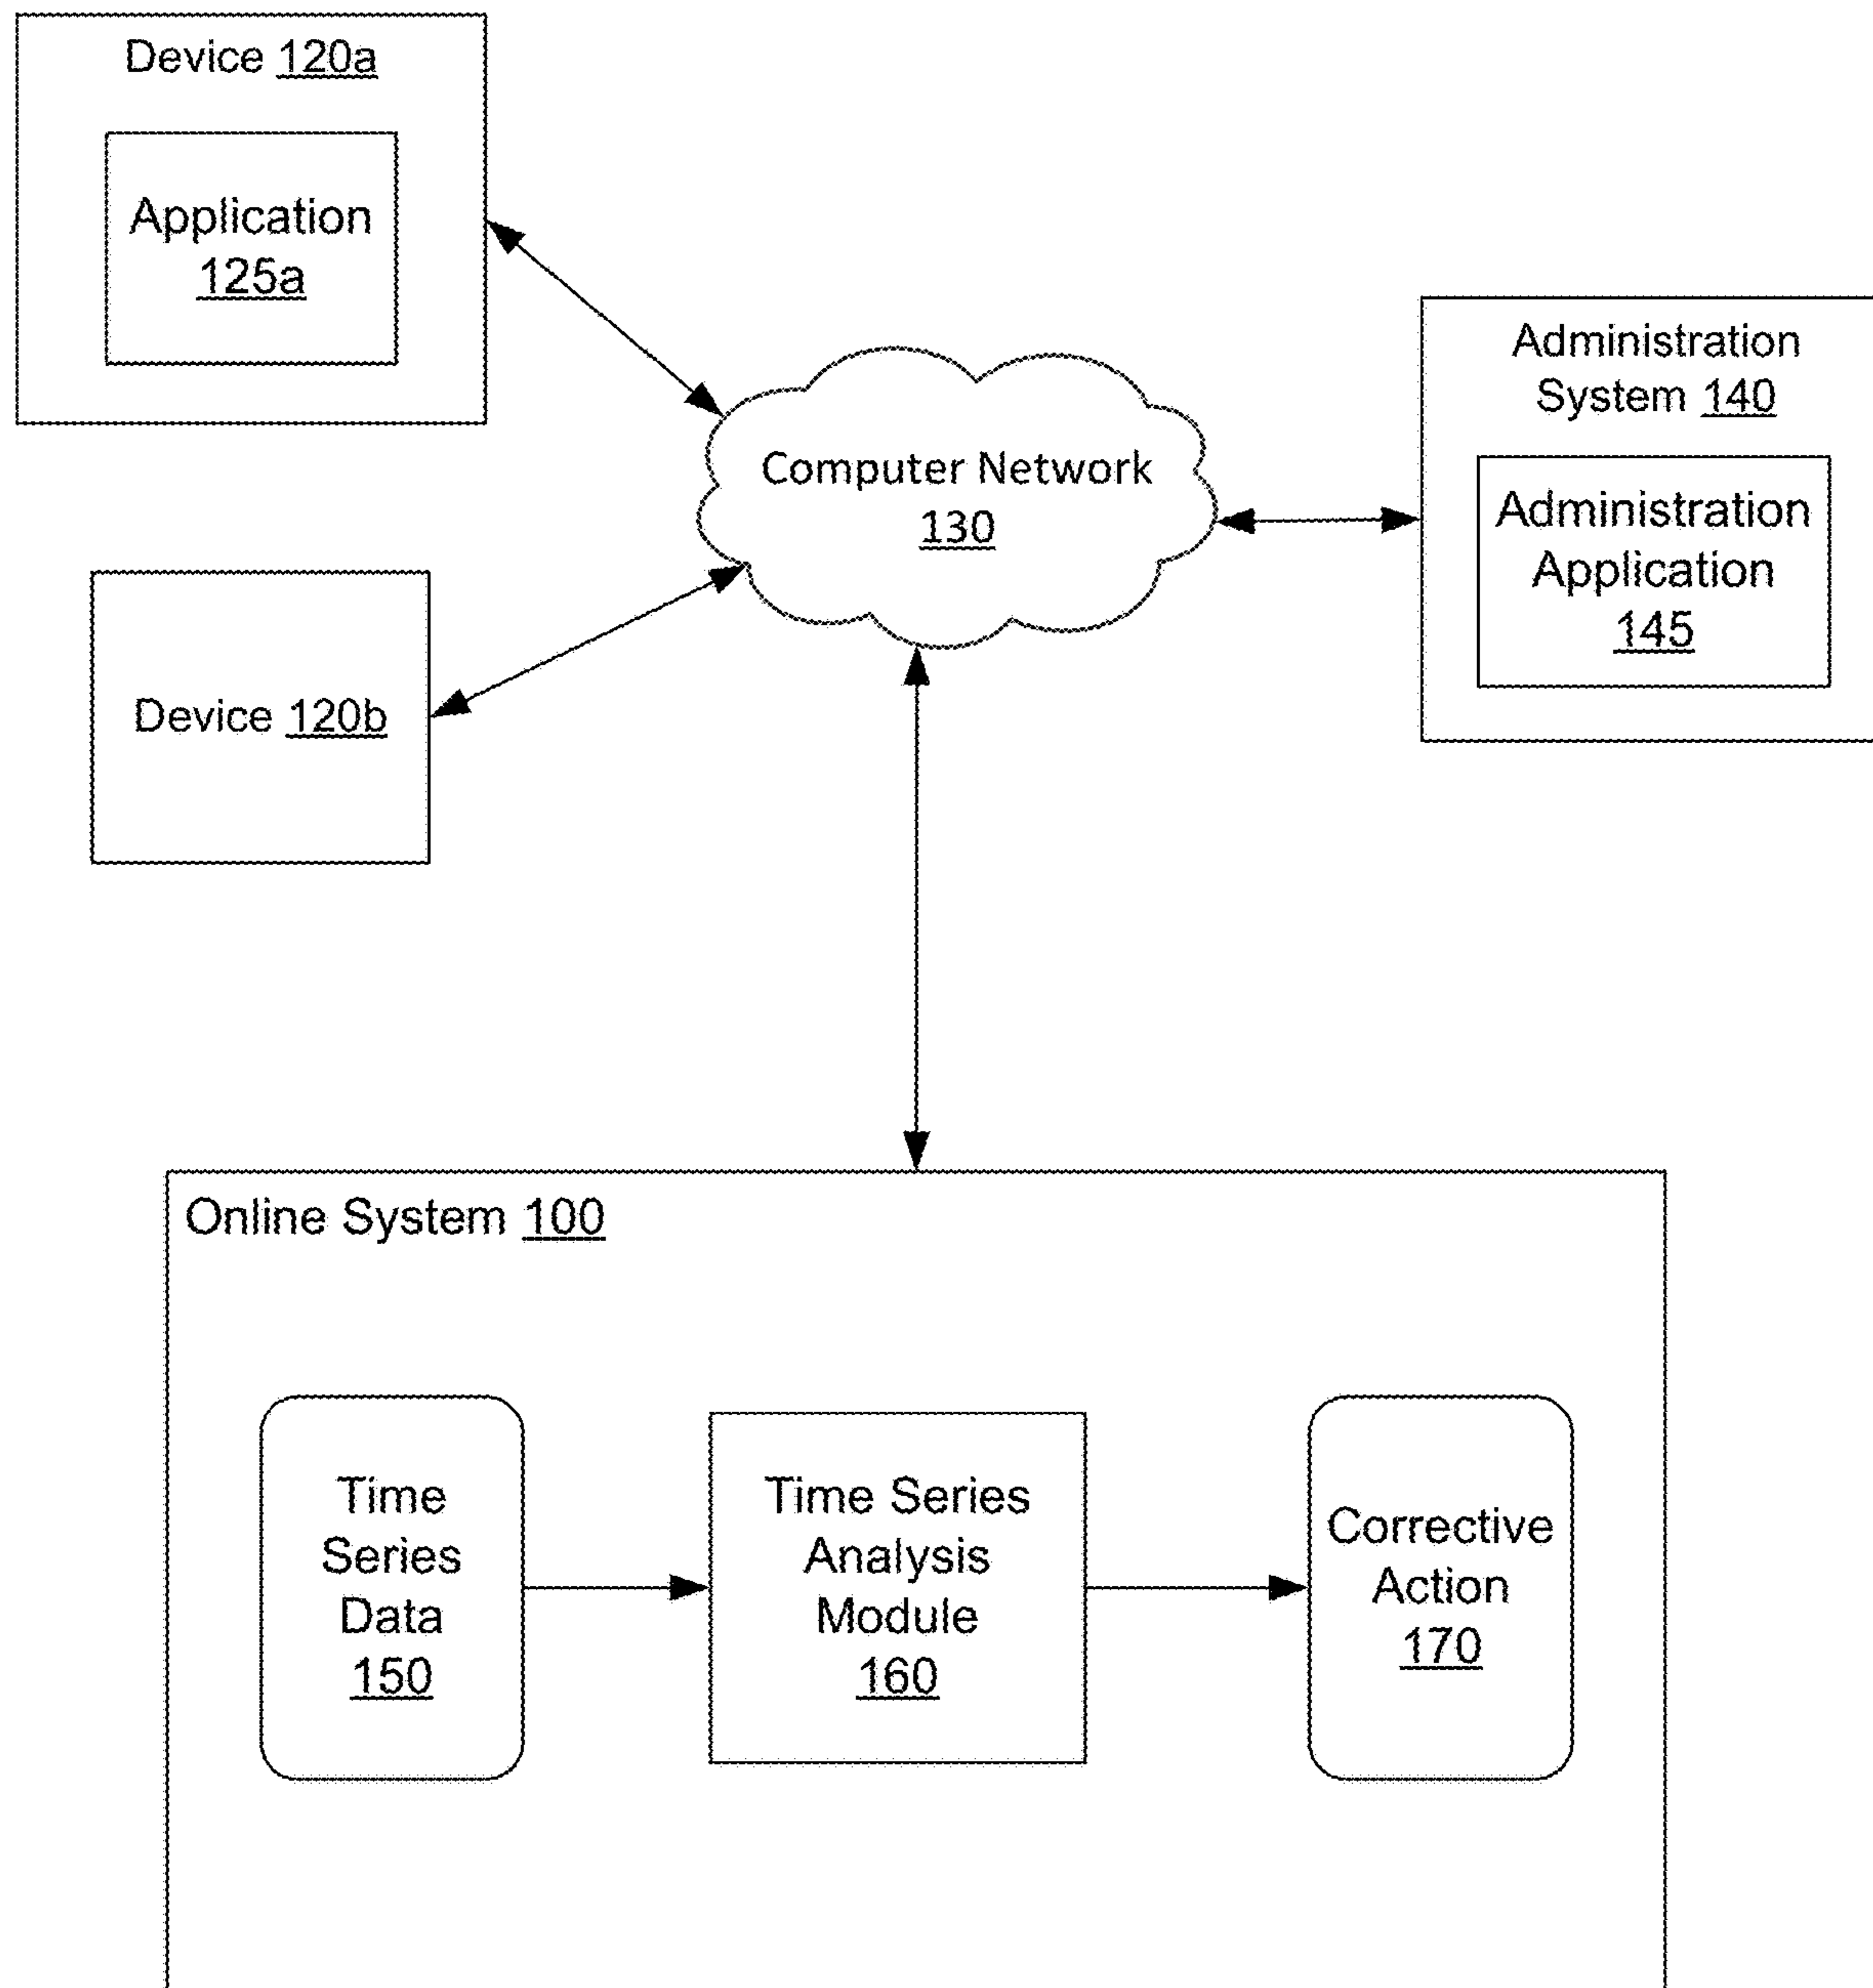 Device 120a
Application
125a
Computer Network
130
Administration
System 140
Administration
Application
145
Device 120b
Online System 100
Time
Series
Data
150
Time Series
Analysis
Module
160
Corrective
Action
170